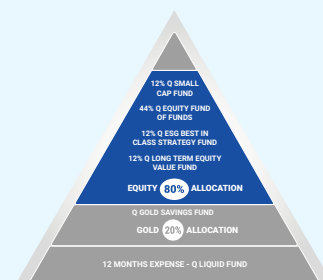 12% Q SMALL
CAP FUND
44% Q EQUITY FUND
OF FUNDS
12% Q ESG BEST IN
CLASS STRATEGY FUND
12% Q LONG TERM EQUITY
VALUE FUND
EQUITY 80% ALLOCATION
Q GOLD SAVINGS FUND
GOLD 20% ALLOCATION
12 MONTHS EXPENSE - Q LIQUID FUND